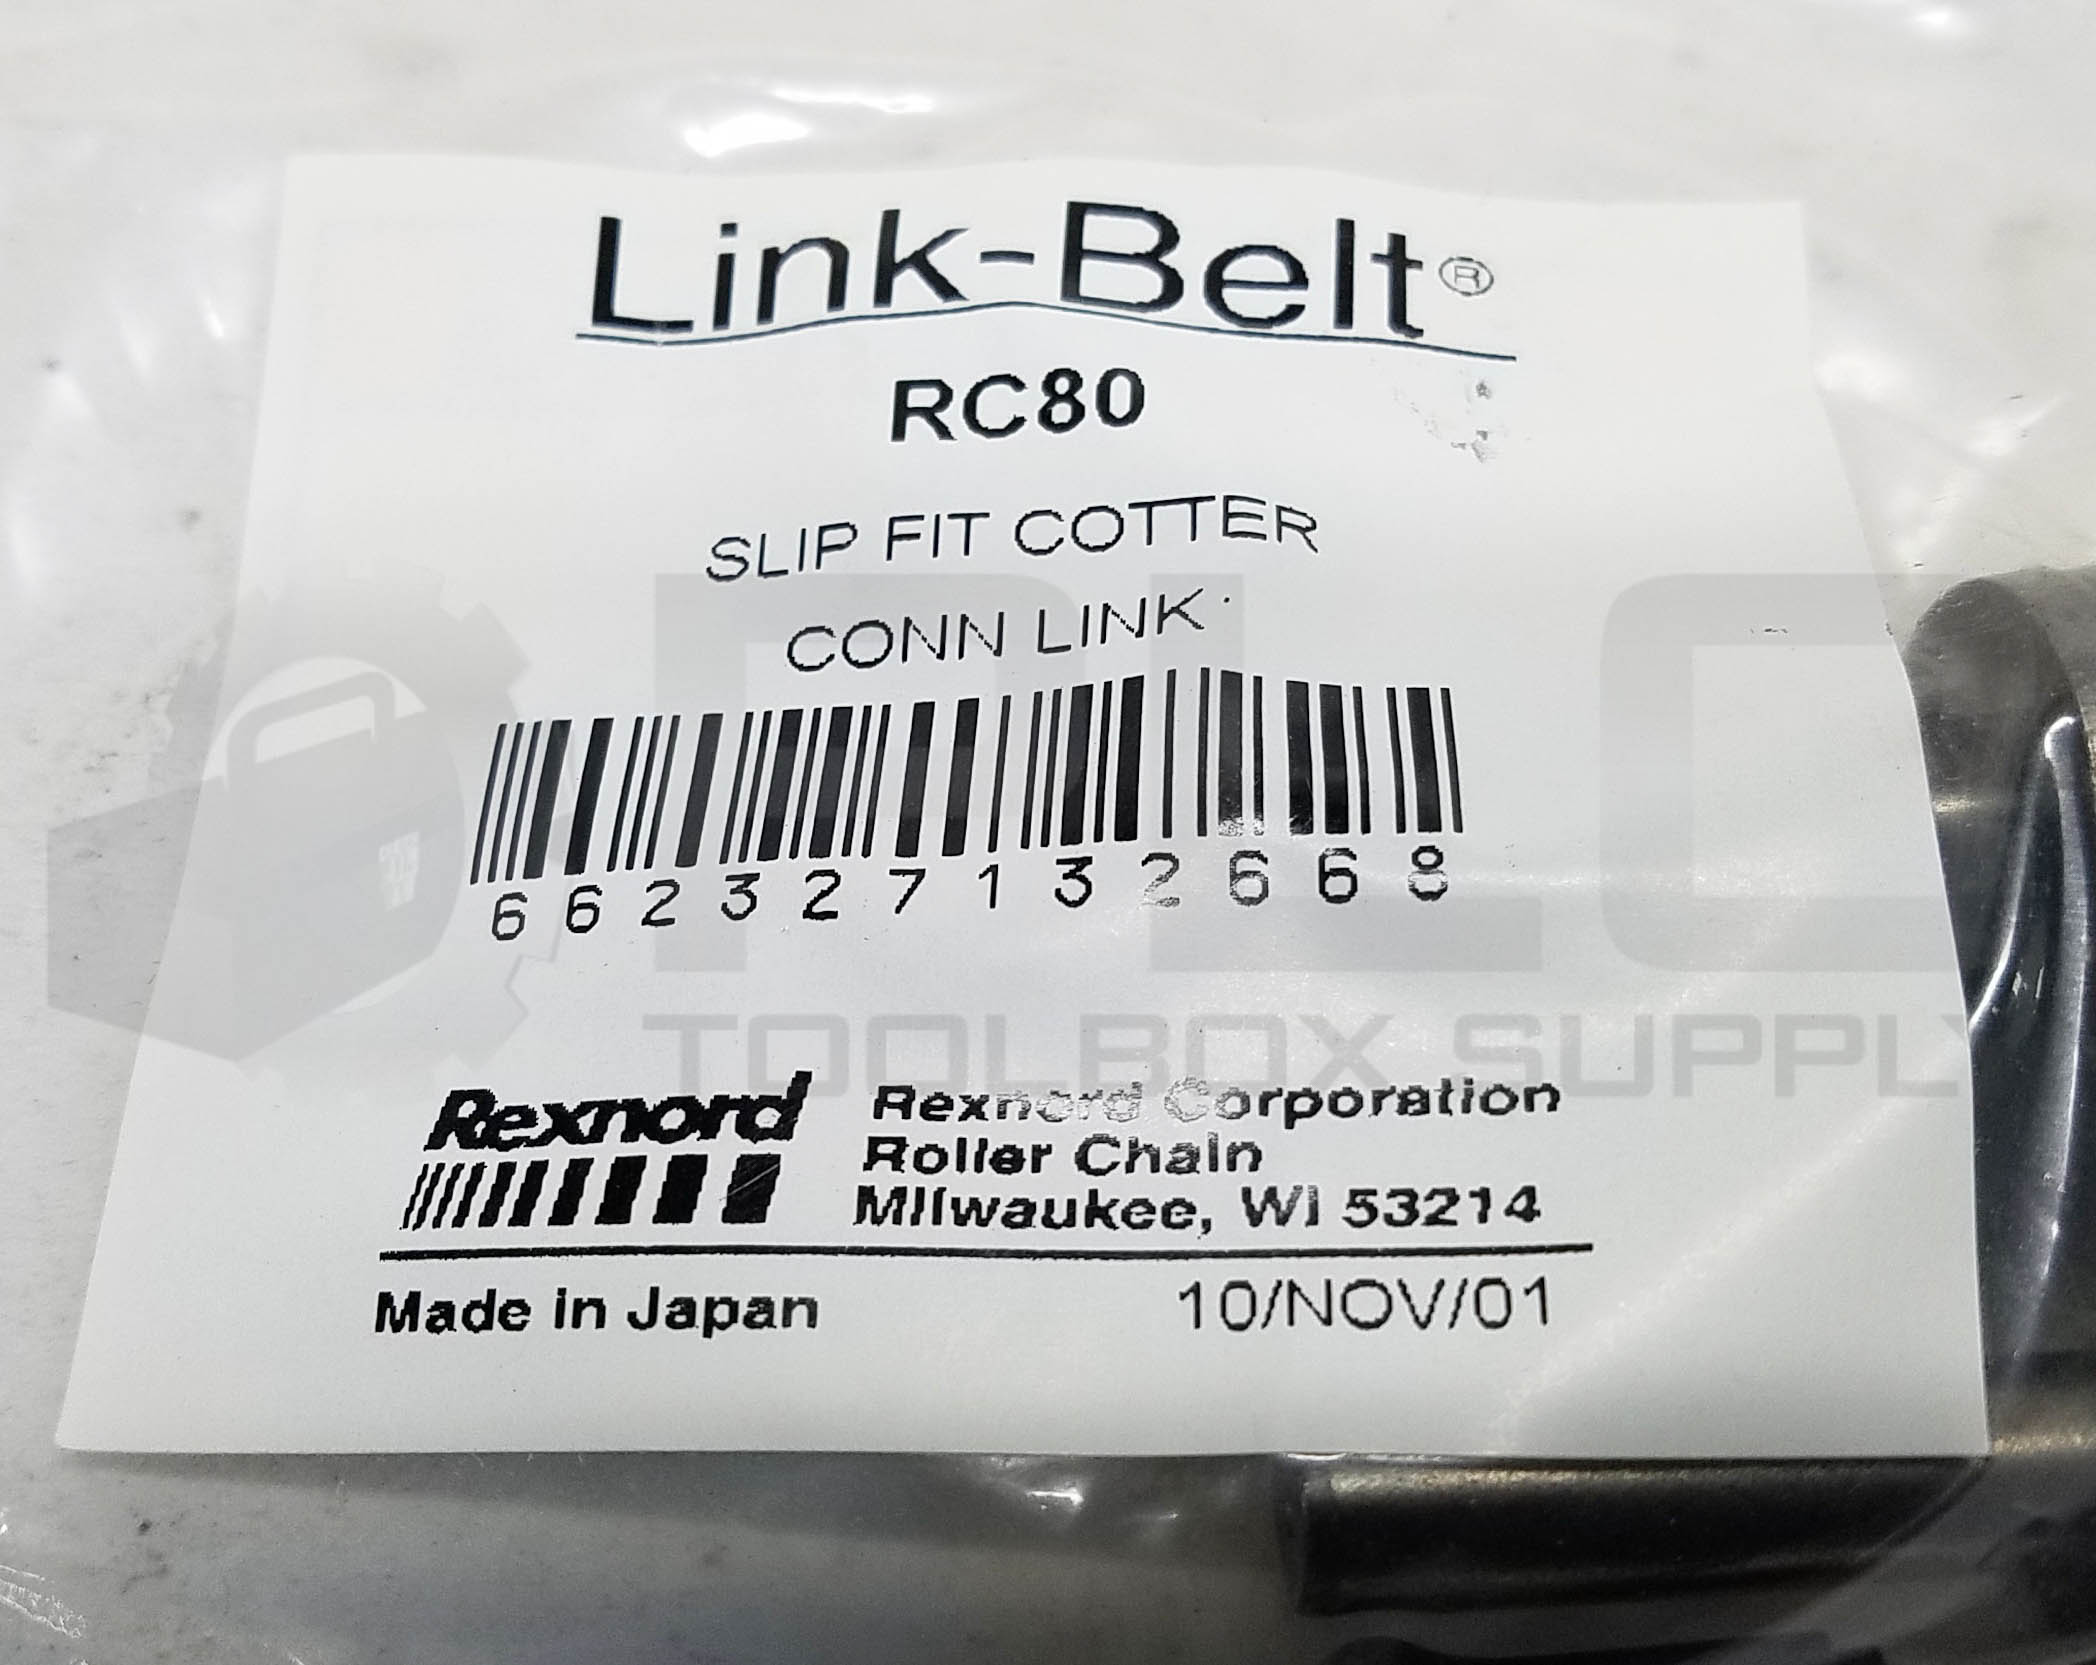 Link-Belt®
RC80
SLIP FIT COTTER
CONN LINK
662327132668
PLC
TOOLBOX SUPPLY
Rexnord
Rexnord Corporation
Roller Chain
Milwaukee, WI 53214
Made in Japan
10/NOV/01